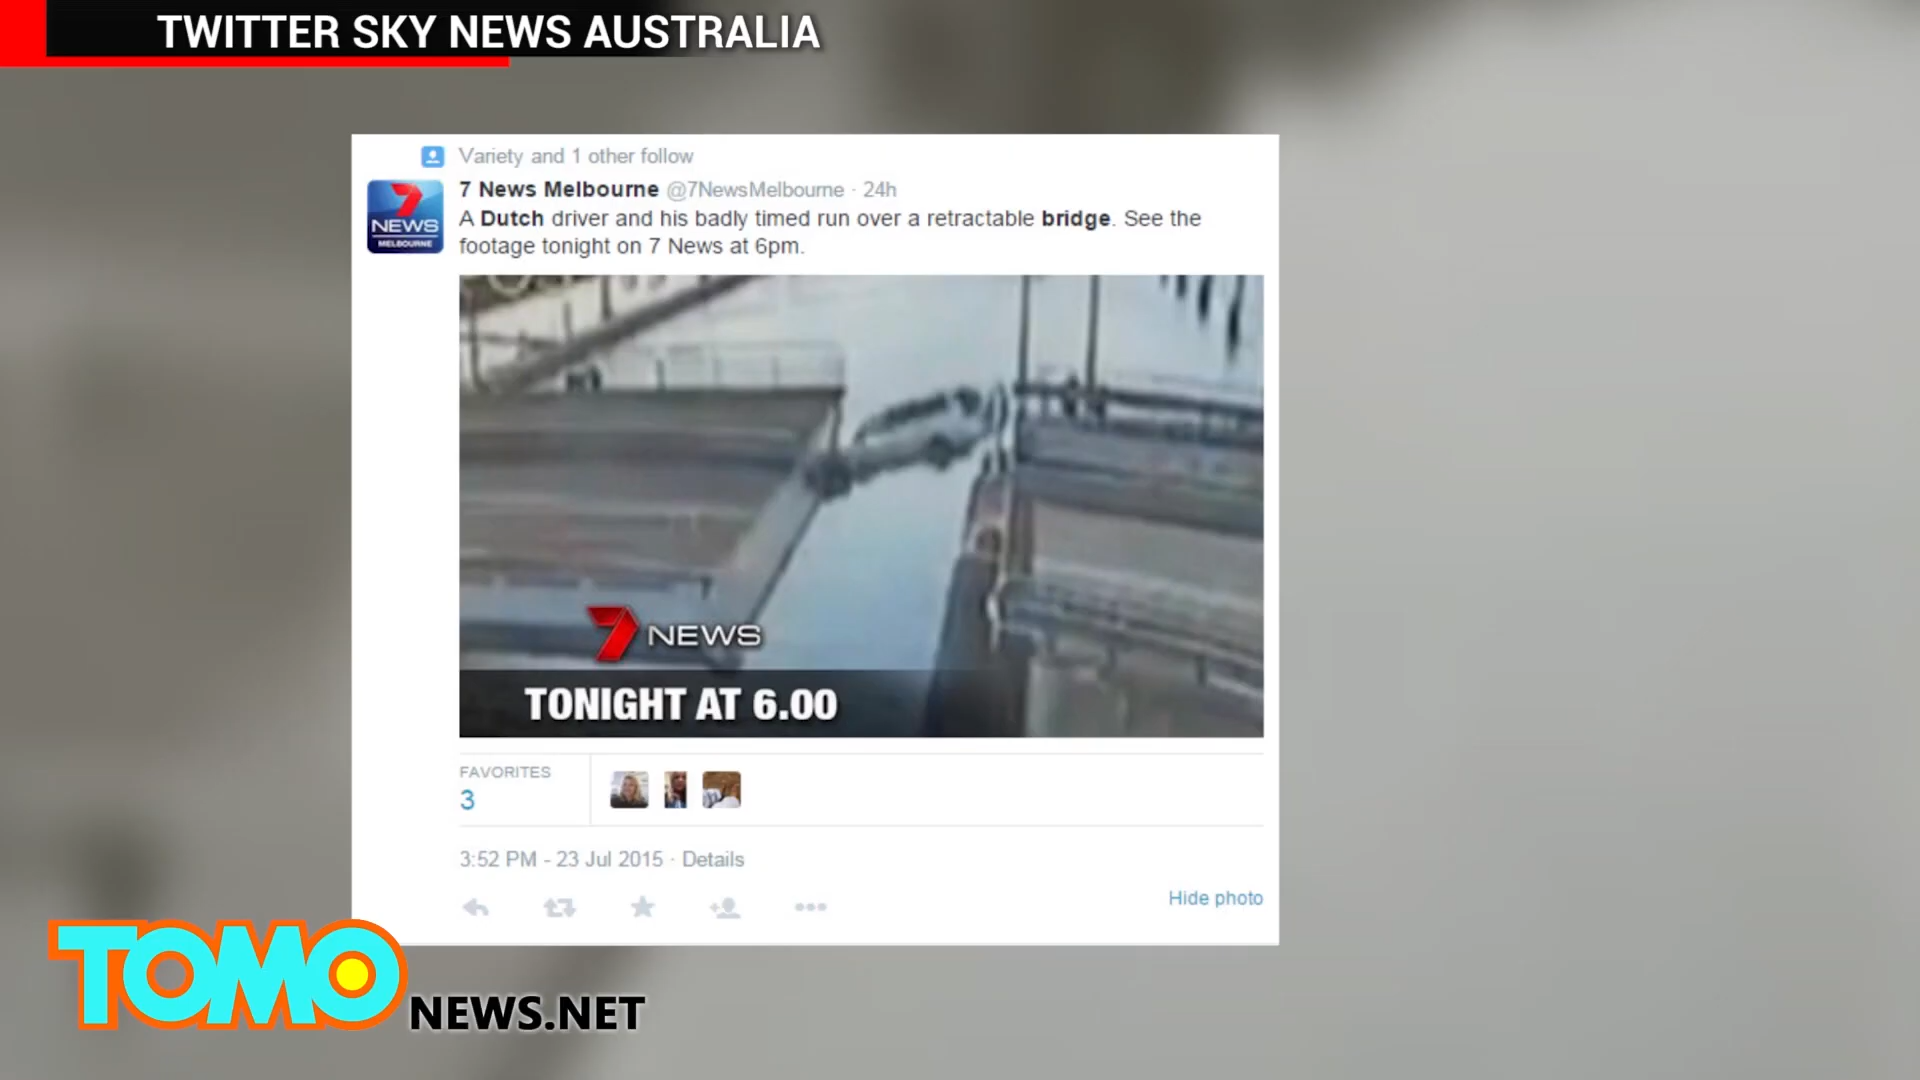 TWITTER SKY NEWS AUSTRALIA
Variety and 1 other follow
7 News Melbourne @7NewsMelbourne · 24h
7
NEWS
MELBOURNE
A Dutch driver and his badly timed run over a retractable bridge. See the
footage tonight on 7 News at 6pm.
7 NEWS
TONIGHT AT 6.00
FAVORITES
3
3:52 PM - 23 Jul 2015 · Details
Hide photo
TOMO
NEWS.NET